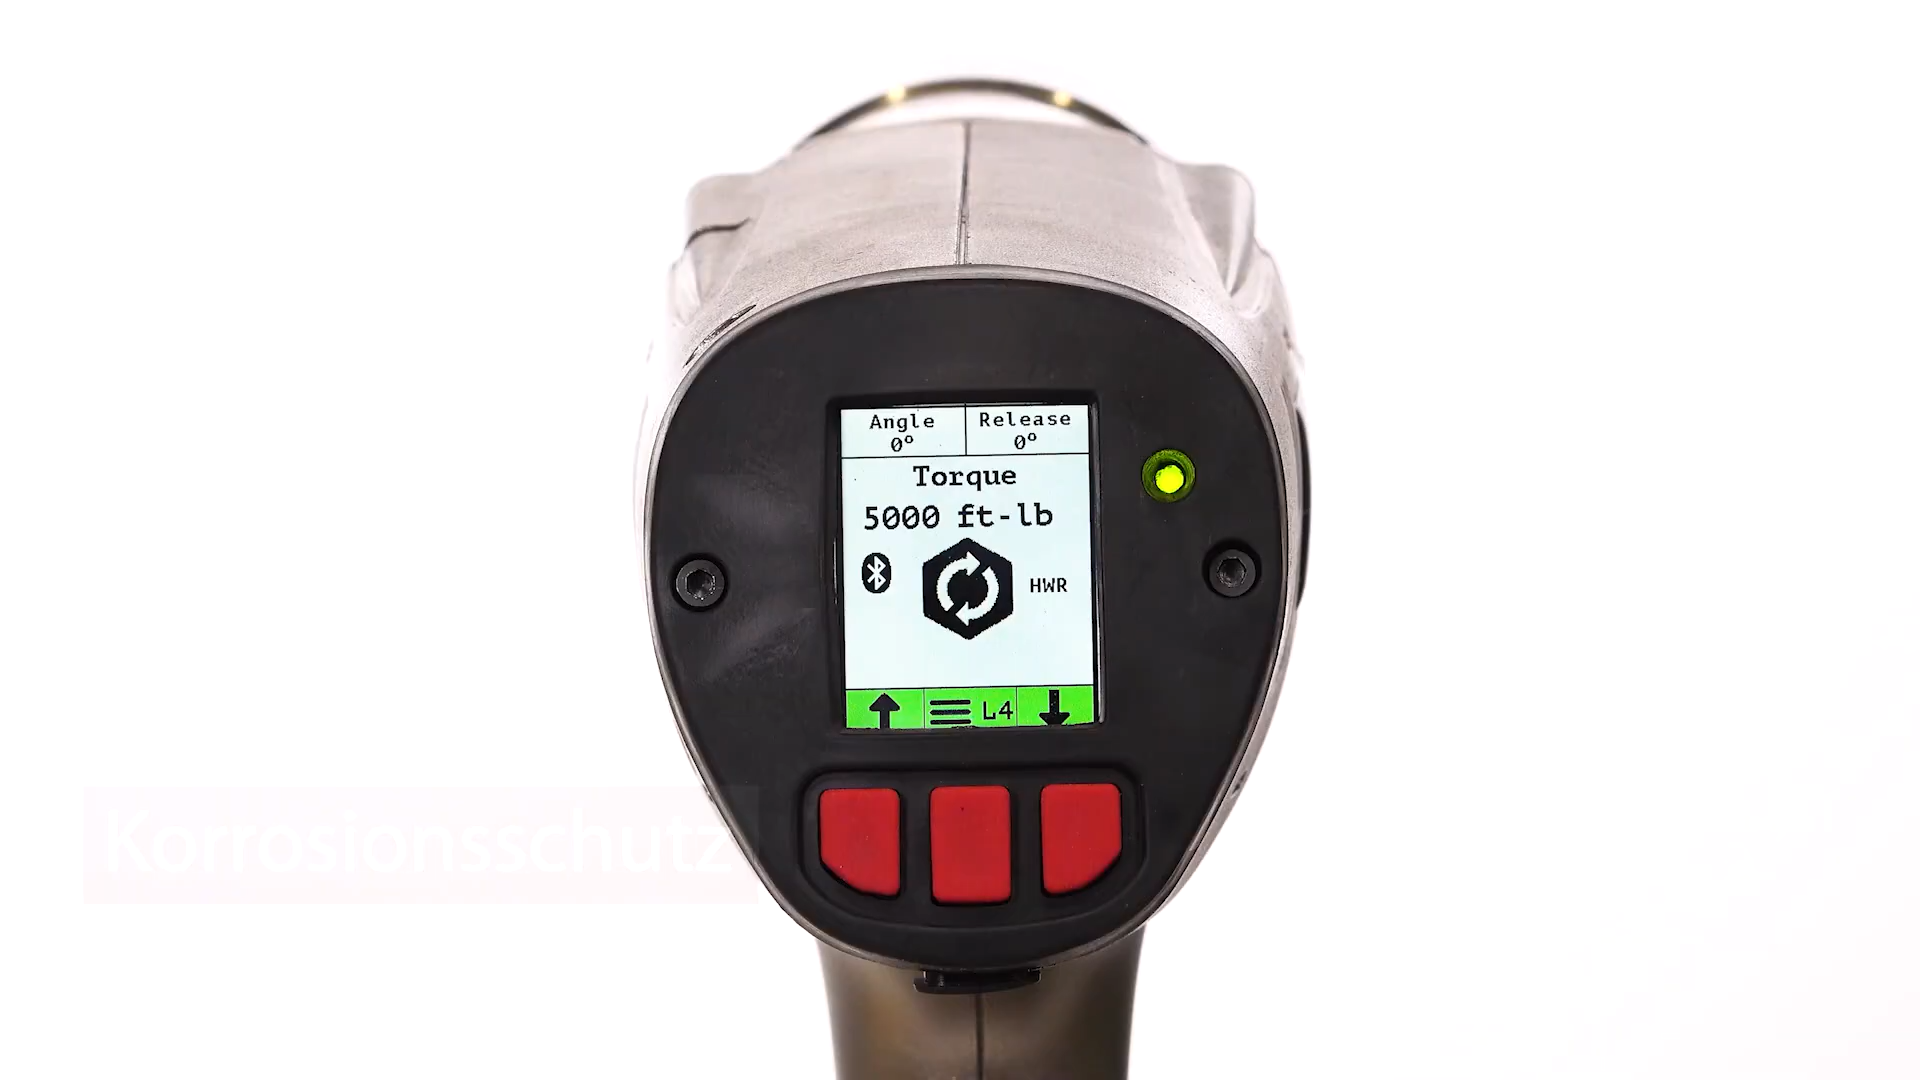 Angle Release
0° 0°
Torque
5000 ft-lb
HWR
L4
Korrosionsschutz